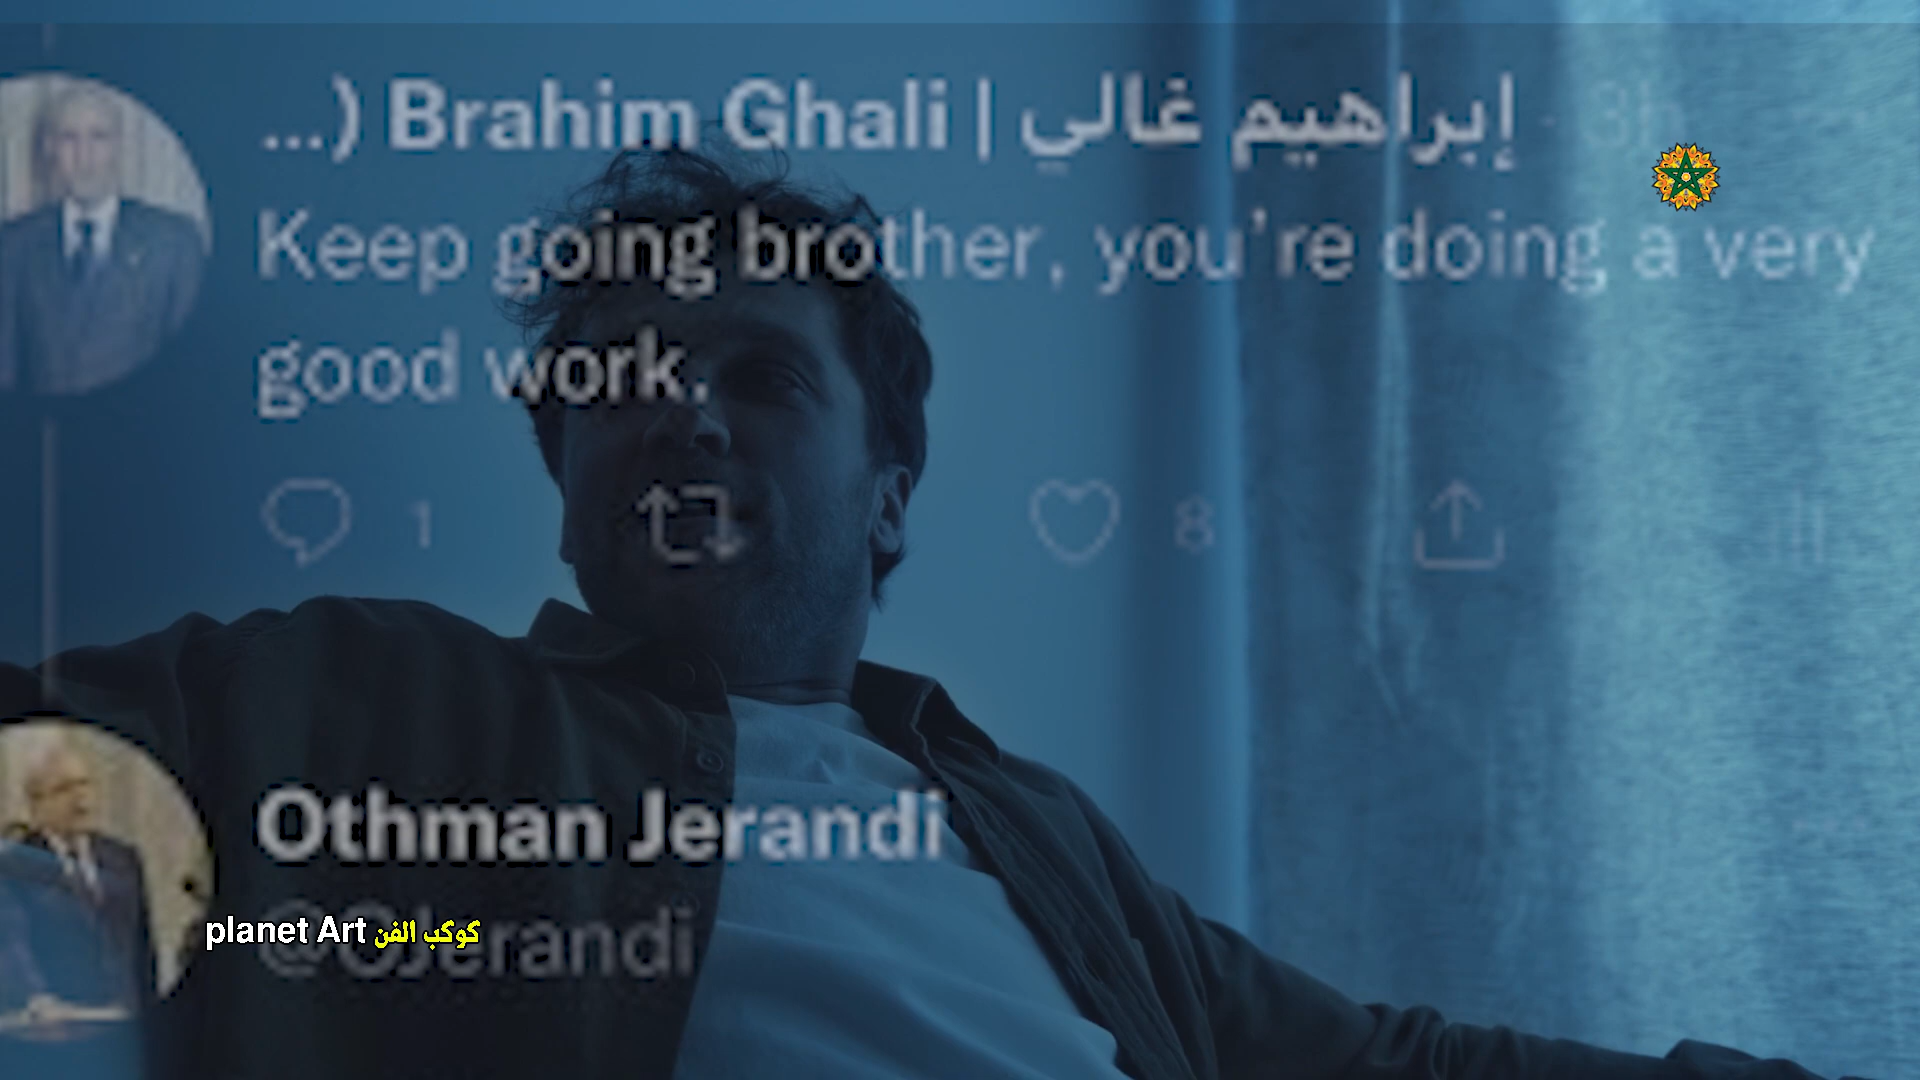 ...) Brahim Ghali | إبراهيم غالي · 3h
Keep going brother, you're doing a very
good work.
1 8
Othman Jerandi
@OJerandi
planet Art كوكب الفن